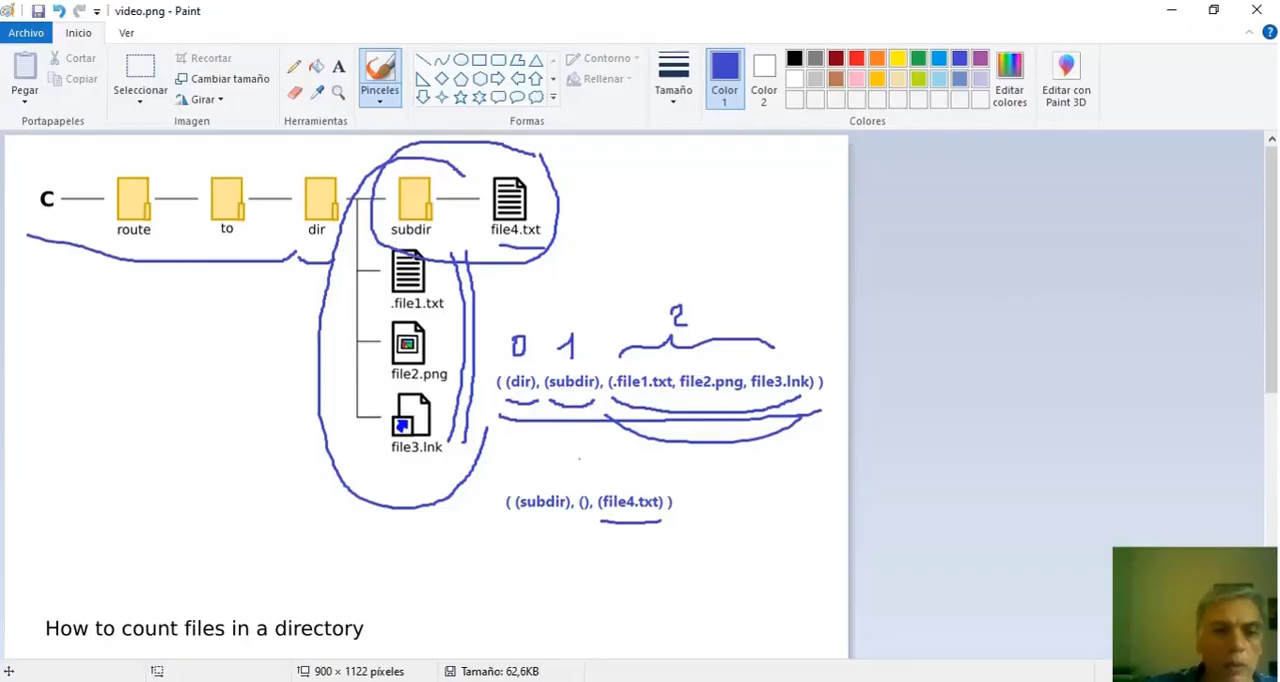 video.png - Paint
Archivo Inicio Ver
Pegar Cortar Copiar
Portapapeles
Seleccionar Recortar Cambiar tamaño Girar
Imagen
A
Herramientas
Pinceles
Contorno Rellenar
Formas
Tamaño
Color 1
Color 2
Editar colores
Colores
Editar con Paint 3D
C route to dir subdir file4.txt
.file1.txt
file2.png
file3.lnk
0 1 2
( (dir), (subdir), (.file1.txt, file2.png, file3.lnk) )
( (subdir), (), (file4.txt) )
How to count files in a directory
900 × 1122 píxeles Tamaño: 62,6KB